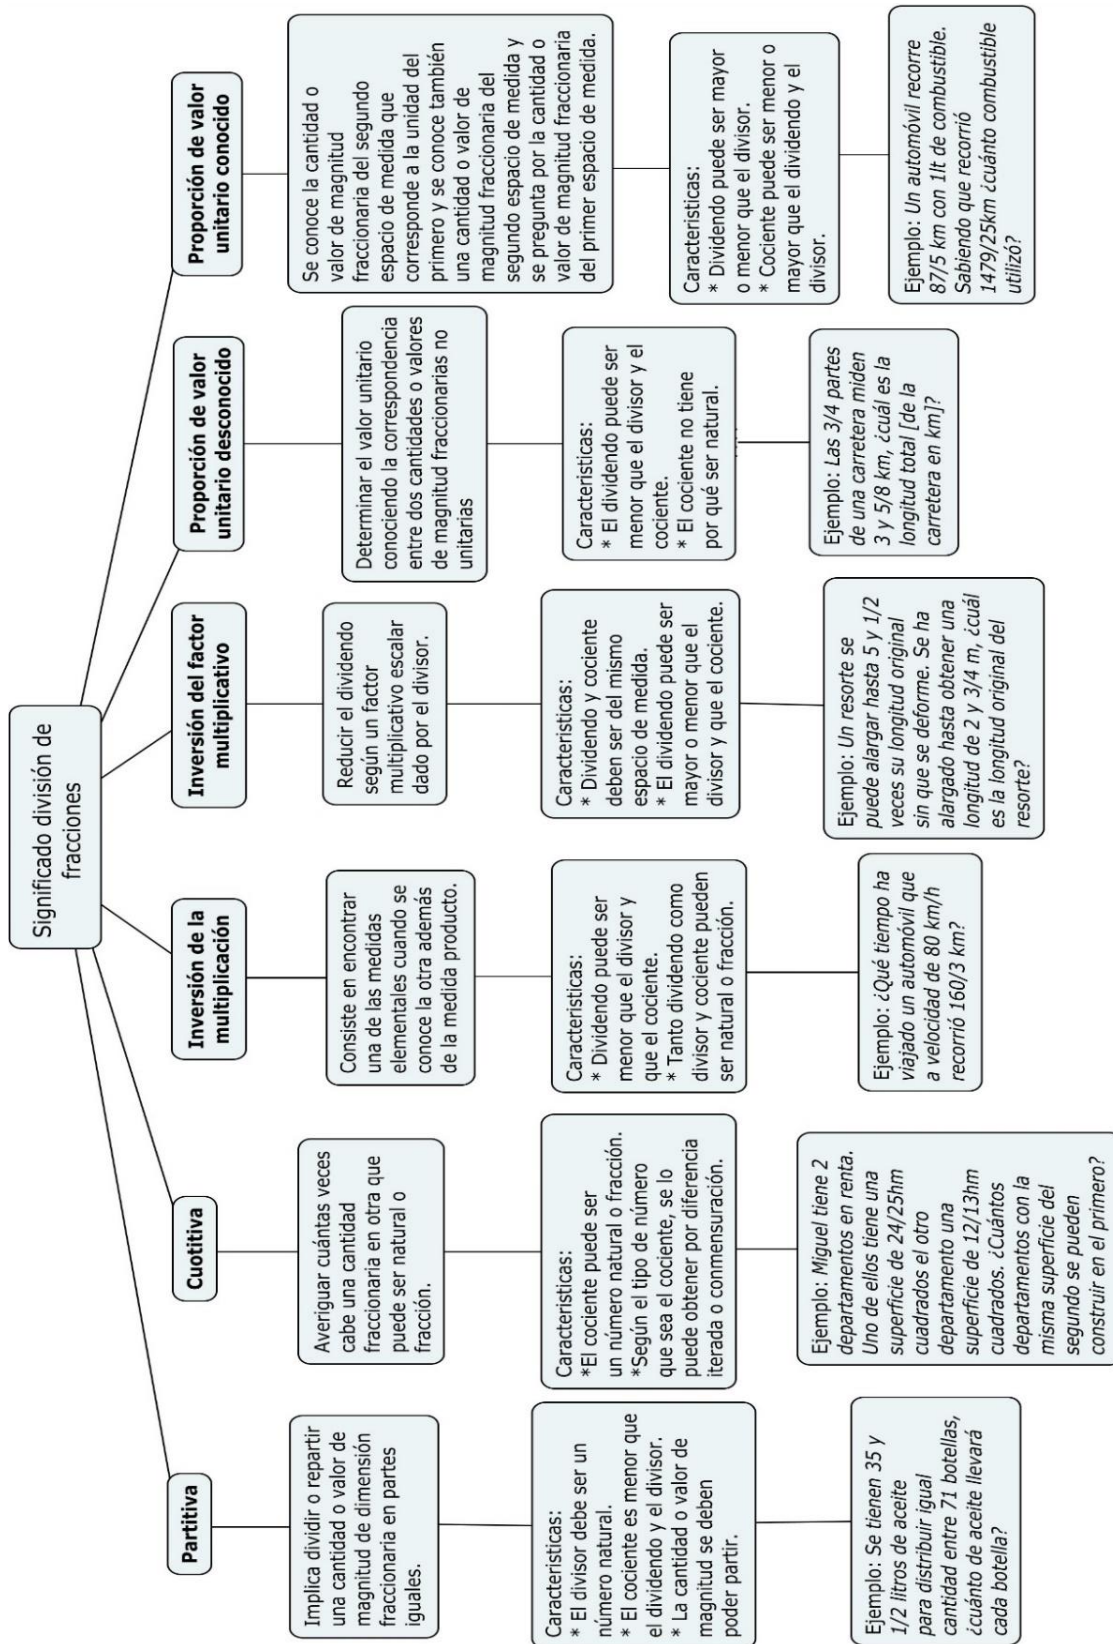 Significado división de
fracciones
Partitiva
Implica dividir o repartir
una cantidad o valor de
magnitud de dimensión
fraccionaria en partes
iguales.
Caracteristicas:
* El divisor debe ser un
número natural.
* El cociente es menor que
el dividendo y el divisor.
* La cantidad o valor de
magnitud se deben
poder partir.
Ejemplo: Se tienen 35 y
1/2 litros de aceite
para distribuir igual
cantidad entre 71 botellas,
¿cuánto de aceite llevará
cada botella?
Cuotitiva
Averiguar cuántas veces
cabe una cantidad
fraccionaria en otra que
puede ser natural o
fracción.
Caracteristicas:
*El cociente puede ser
un número natural o fracción.
*Según el tipo de número
que sea el cociente, se lo
puede obtener por diferencia
iterada o conmensuración.
Ejemplo: Miguel tiene 2
departamentos en renta.
Uno de ellos tiene una
superficie de 24/25hm
cuadrados el otro
departamento una
superficie de 12/13hm
cuadrados. ¿Cuántos
departamentos con la
misma superficie del
segundo se pueden
construir en el primero?
Inversión de la
multiplicación
Consiste en encontrar
una de las medidas
elementales cuando se
conoce la otra además
de la medida producto.
Caracteristicas:
* Dividendo puede ser
menor que el divisor y
que el cociente.
* Tanto dividendo como
divisor y cociente pueden
ser natural o fracción.
Ejemplo: ¿Qué tiempo ha
viajado un automóvil que
a velocidad de 80 km/h
recorrió 160/3 km?
Inversión del factor
multiplicativo
Reducir el dividendo
según un factor
multiplicativo escalar
dado por el divisor.
Caracteristicas:
* Dividendo y cociente
deben ser del mismo
espacio de medida.
* El dividendo puede ser
mayor o menor que el
divisor y que el cociente.
Ejemplo: Un resorte se
puede alargar hasta 5 y 1/2
veces su longitud original
sin que se deforme. Se ha
alargado hasta obtener una
longitud de 2 y 3/4 m, ¿cuál
es la longitud original del
resorte?
Proporción de valor
unitario desconocido
Determinar el valor unitario
conociendo la correspondencia
entre dos cantidades o valores
de magnitud fraccionarias no
unitarias
Caracteristicas:
* El dividendo puede ser
menor que el divisor y el
cociente.
* El cociente no tiene
por qué ser natural.
Ejemplo: Las 3/4 partes
de una carretera miden
3 y 5/8 km, ¿cuál es la
longitud total [de la
carretera en km]?
Proporción de valor
unitario conocido
Se conoce la cantidad o
valor de magnitud
fraccionaria del segundo
espacio de medida que
corresponde a la unidad del
primero y se conoce también
una cantidad o valor de
magnitud fraccionaria del
segundo espacio de medida y
se pregunta por la cantidad o
valor de magnitud fraccionaria
del primer espacio de medida.
Caracteristicas:
* Dividendo puede ser mayor
o menor que el divisor.
* Cociente puede ser menor o
mayor que el dividendo y el
divisor.
Ejemplo: Un automóvil recorre
87/5 km con 1lt de combustible.
Sabiendo que recorrió
1479/25km ¿cuánto combustible
utilizó?